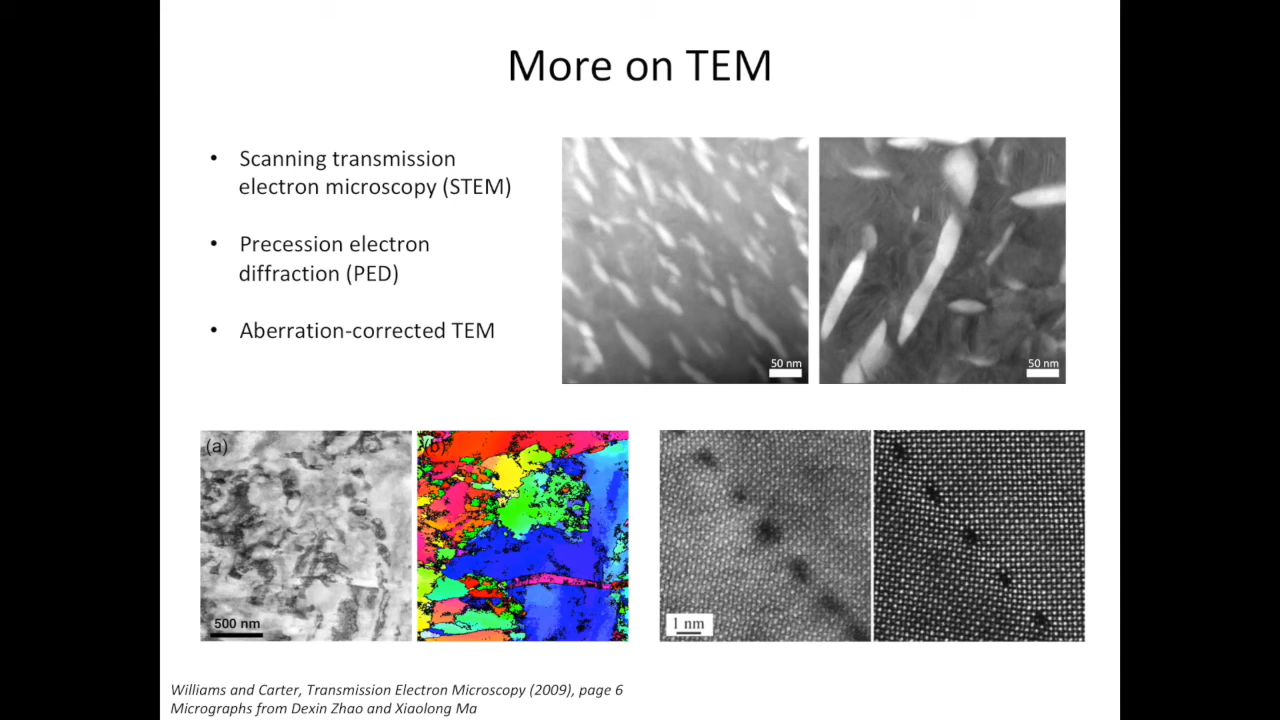 More on TEM
• Scanning transmission
electron microscopy (STEM)
• Precession electron
diffraction (PED)
• Aberration-corrected TEM
50 nm
50 nm
(a)
(b)
500 nm
1 nm
Williams and Carter, Transmission Electron Microscopy (2009), page 6
Micrographs from Dexin Zhao and Xiaolong Ma